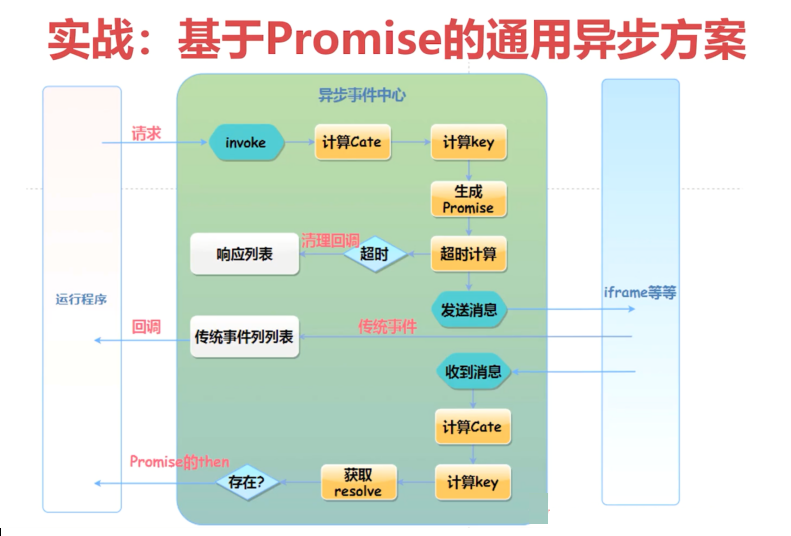 实战：基于Promise的通用异步方案
异步事件中心
请求
invoke
计算Cate
计算key
生成
Promise
清理回调
响应列表
超时
超时计算
运行程序
iframe等等
发送消息
回调
传统事件列列表
传统事件
收到消息
计算Cate
Promise的then
存在?
获取
resolve
计算key